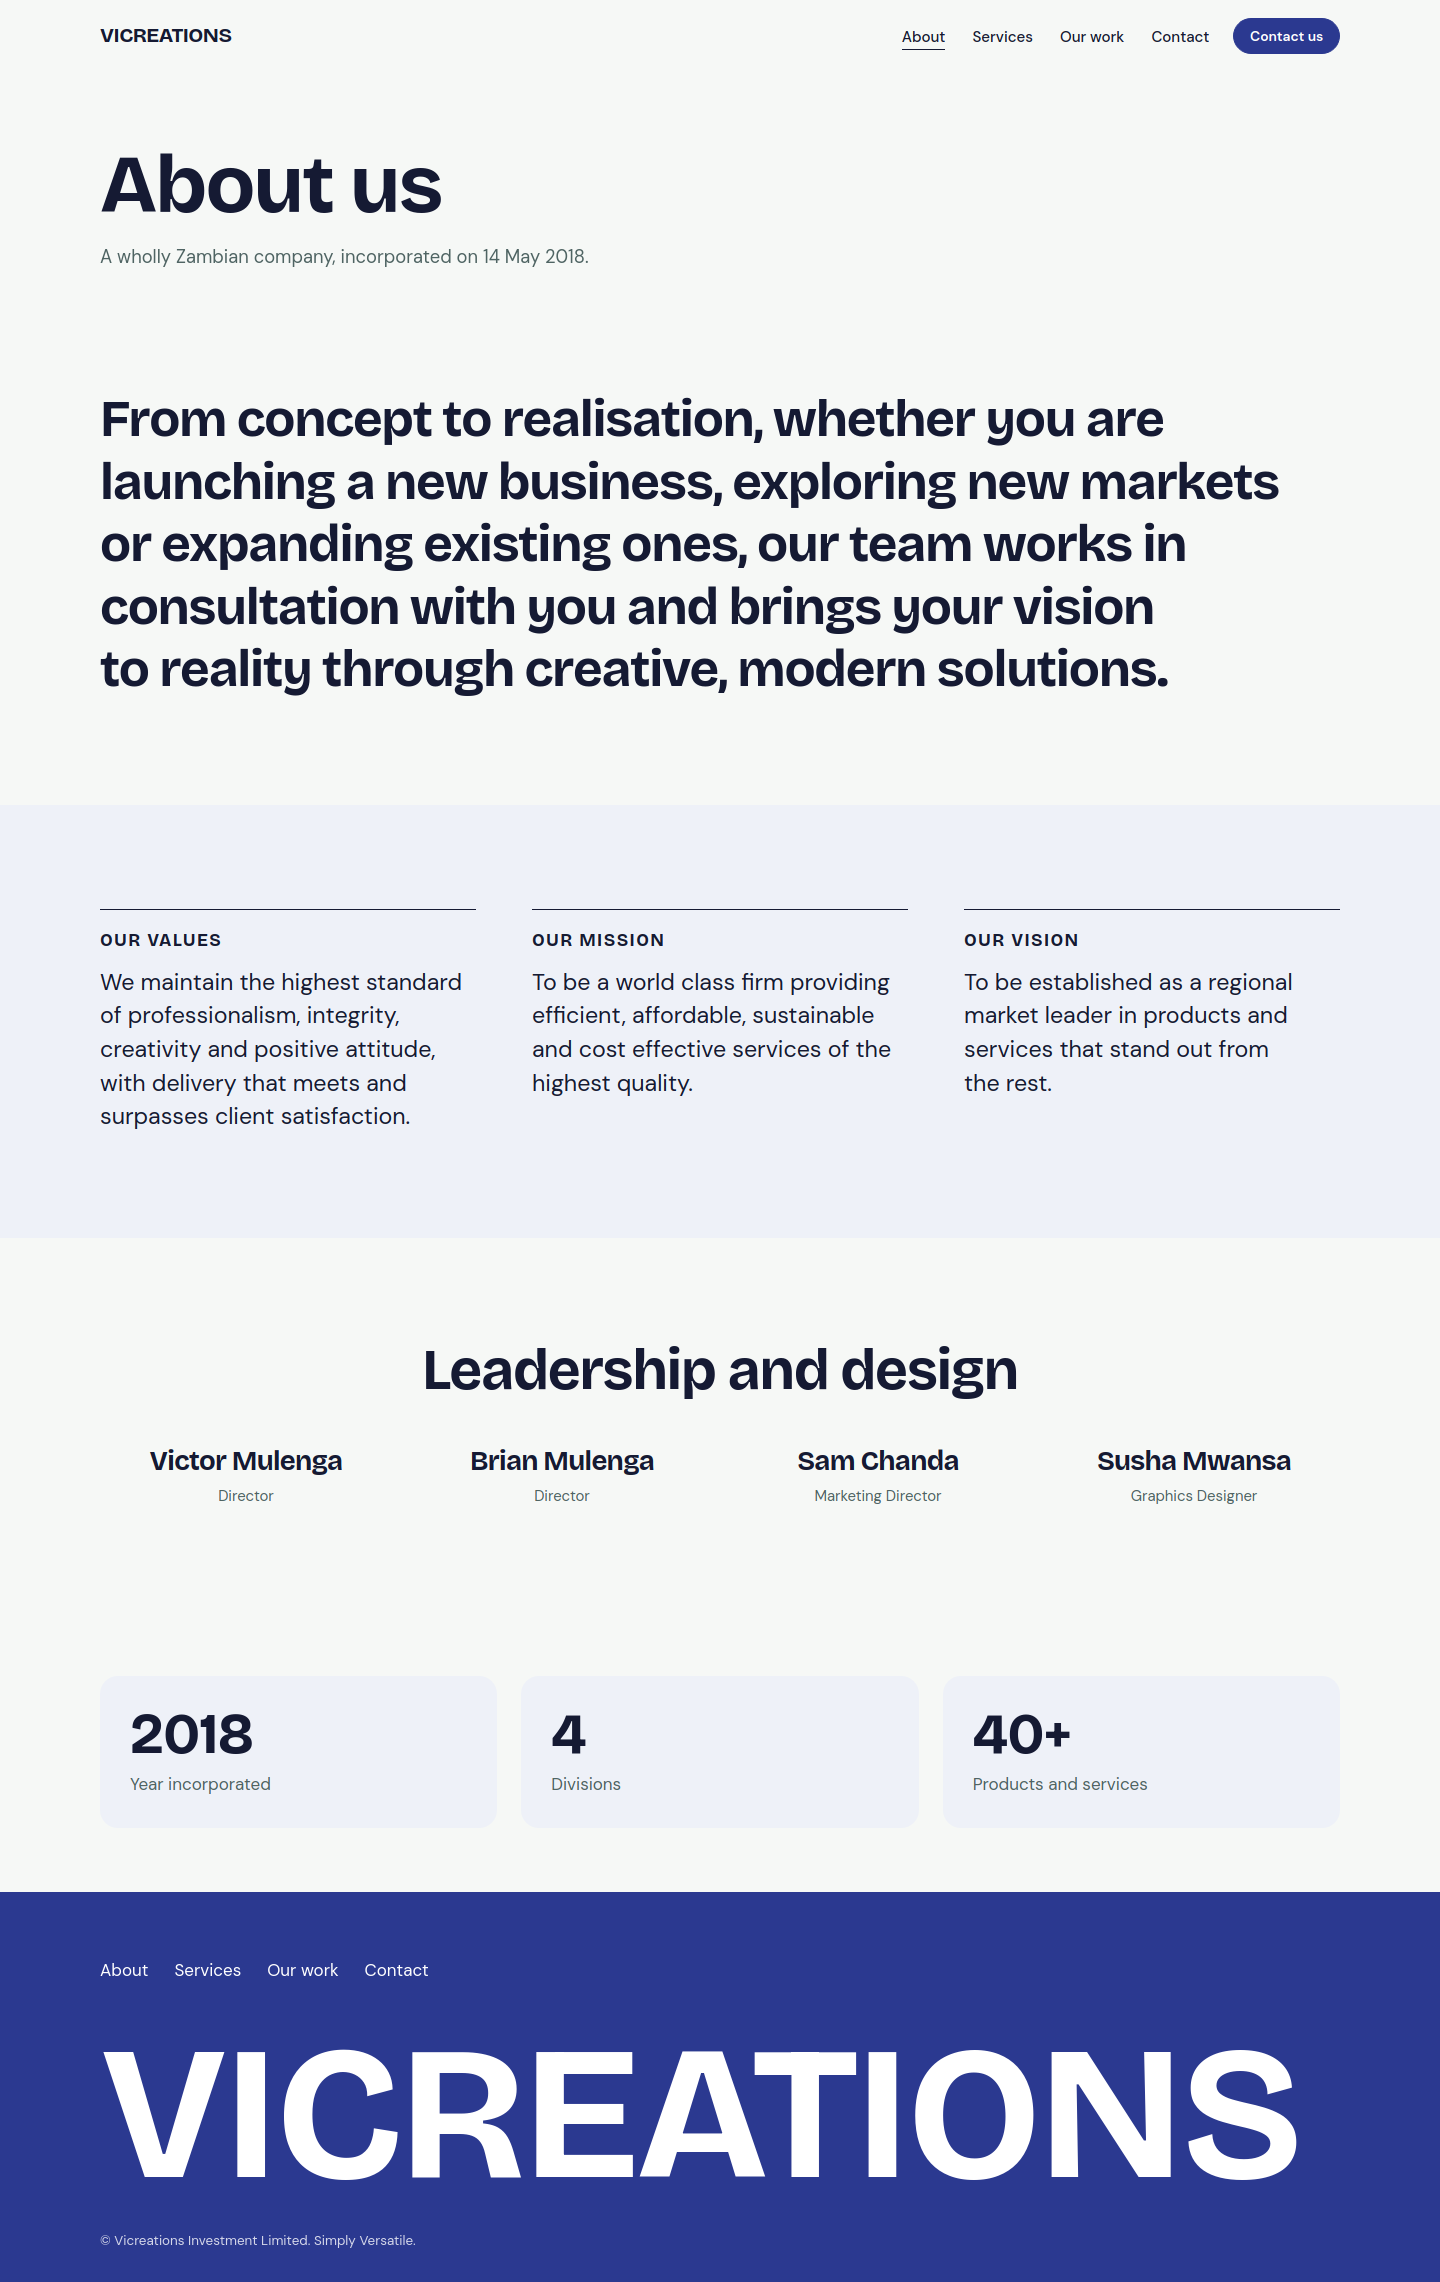 VICREATIONS
About Services Our work Contact Contact us
About us
A wholly Zambian company, incorporated on 14 May 2018.
From concept to realisation, whether you are
launching a new business, exploring new markets
or expanding existing ones, our team works in
consultation with you and brings your vision
to reality through creative, modern solutions.
OUR VALUES
We maintain the highest standard
of professionalism, integrity,
creativity and positive attitude,
with delivery that meets and
surpasses client satisfaction.
OUR MISSION
To be a world class firm providing
efficient, affordable, sustainable
and cost effective services of the
highest quality.
OUR VISION
To be established as a regional
market leader in products and
services that stand out from
the rest.
Leadership and design
Victor Mulenga
Director
Brian Mulenga
Director
Sam Chanda
Marketing Director
Susha Mwansa
Graphics Designer
2018
Year incorporated
4
Divisions
40+
Products and services
About Services Our work Contact
VICREATIONS
© Vicreations Investment Limited. Simply Versatile.